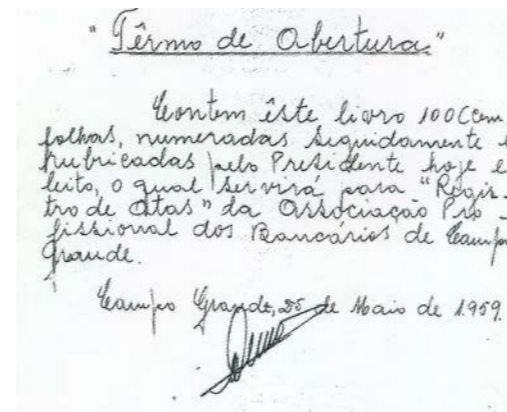 "Têrmo de Abertura"
Contem êste livro 100 (cem
folhas, numeradas seguidamente e
rubricadas pelo Presidente hoje e
leito, o qual servirá para "Regis-
tro de Atas" da Associação Pro -
fissional dos Bancários de Campo
Grande.
Campo Grande, 25 de Maio de 1.959.